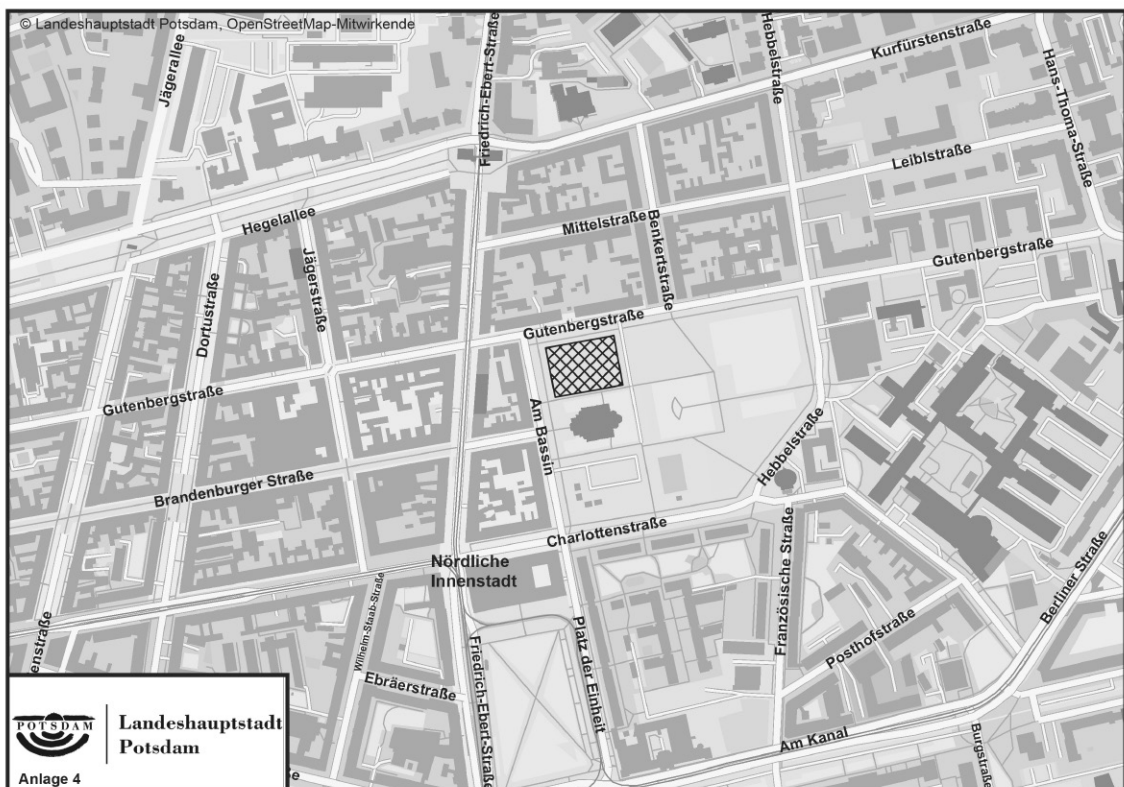 © Landeshauptstadt Potsdam, OpenStreetMap-Mitwirkende
Jägerallee
Friedrich-Ebert-Straße
Hebbelstraße
Kurfürstenstraße
Hans-Thoma-Straße
Leiblstraße
Hegelallee
Mittelstraße
Benkertstraße
Gutenbergstraße
Jägerstraße
Dortustraße
Gutenbergstraße
Gutenbergstraße
Am Bassin
Hebbelstraße
Brandenburger Straße
Charlottenstraße
Nördliche
Innenstadt
Französische Straße
Berliner Straße
Wilhelm-Staab-Straße
enstraße
Posthofstraße
Platz der Einheit
Friedrich-Ebert-Straße
Ebräerstraße
Am Kanal
Burgstraße
ße
POTSDAM
Landeshauptstadt
Potsdam
Anlage 4